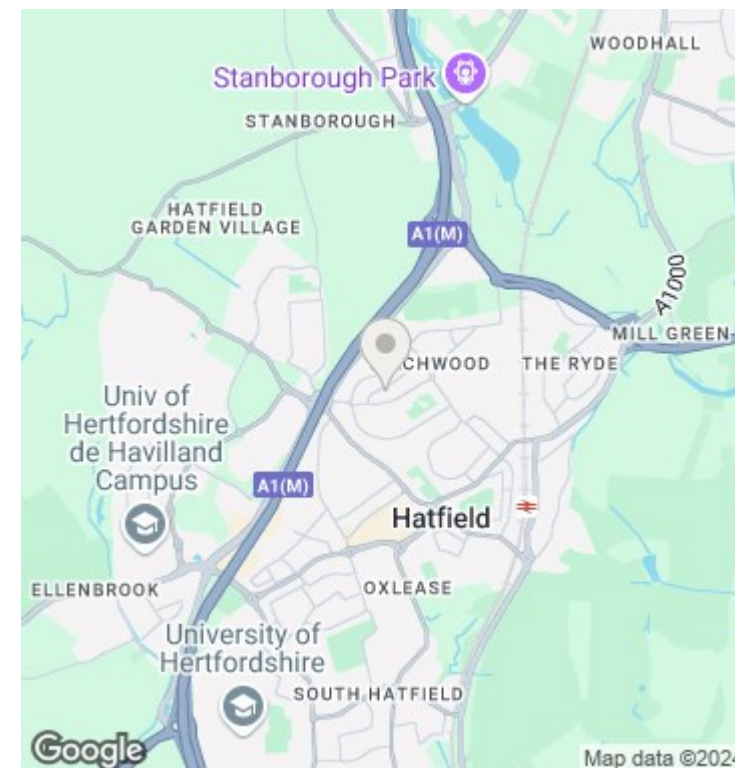 WOODHALL
Stanborough Park
STANBOROUGH
HATFIELD
GARDEN VILLAGE
A1(M)
A1000
MILL GREEN
CHWOOD
THE RYDE
Univ of
Hertfordshire
de Havilland
Campus
A1(M)
Hatfield
ELLENBROOK
OXLEASE
University of
Hertfordshire
SOUTH HATFIELD
Google
Map data ©2024